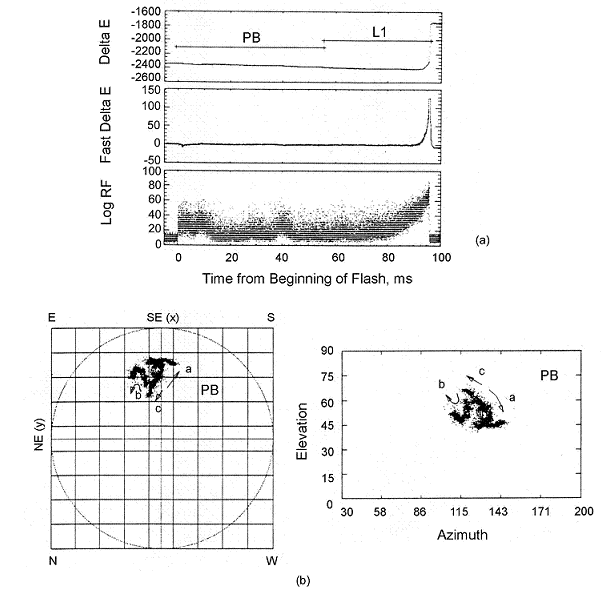 -1600
-1800
-2000
-2200
-2400
-2600
Delta E
PB
L1
150
100
50
0
-50
Fast Delta E
100
80
60
40
20
0
Log RF
0 20 40 60 80 100
Time from Beginning of Flash, ms
(a)
E SE (x) S
NE (y)
a
b
c
PB
N W
90
75
60
45
30
15
0
Elevation
c
b
a
PB
30 58 86 115 143 171 200
Azimuth
(b)